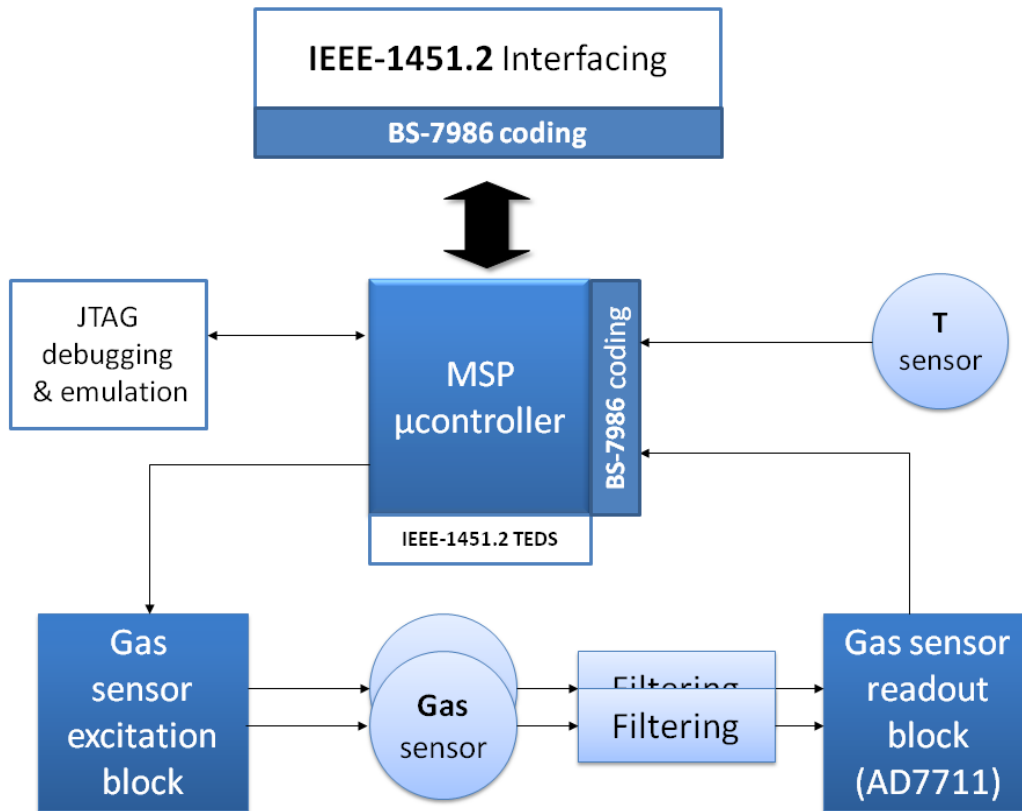 IEEE-1451.2 Interfacing
BS-7986 coding
JTAG
debugging
& emulation
MSP
µcontroller
BS-7986 coding
T
sensor
IEEE-1451.2 TEDS
Gas
sensor
excitation
block
Gas
sensor
Filtering
Filtering
Gas sensor
readout
block
(AD7711)